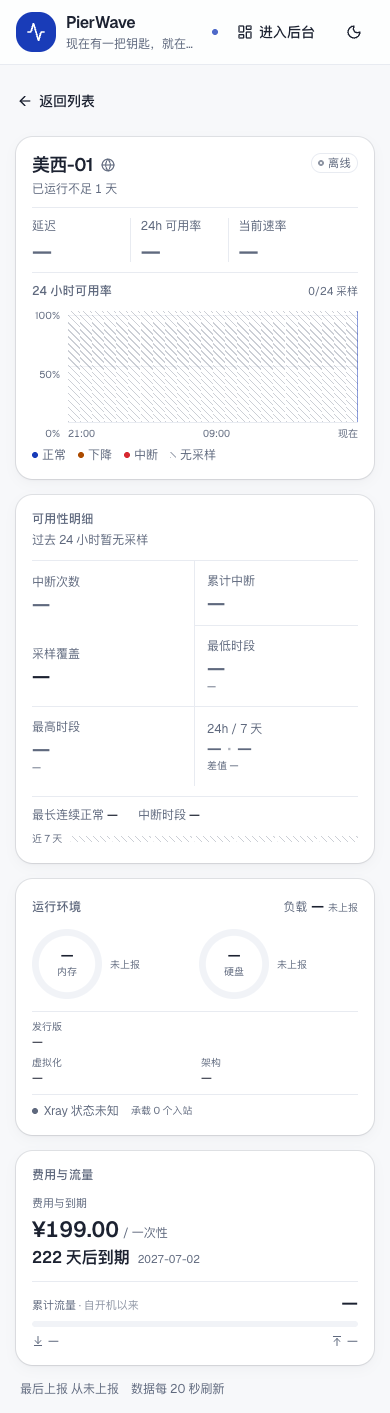 PierWave
现在有一把钥匙，就在…
进入后台
返回列表
美西-01
离线
已运行不足 1 天
延迟
24h 可用率
当前速率
—
—
—
24 小时可用率
0/24 采样
100%
50%
0%
21:00
09:00
现在
正常
下降
中断
无采样
可用性明细
过去 24 小时暂无采样
中断次数
—
累计中断
—
采样覆盖
—
最低时段
—
—
最高时段
—
—
24h / 7 天
— · —
差值 —
最长连续正常 —
中断时段 —
近 7 天
运行环境
负载 — 未上报
—
内存
未上报
—
硬盘
未上报
发行版
—
虚拟化
—
架构
—
Xray 状态未知
承载 0 个入站
费用与流量
费用与到期
¥199.00 / 一次性
222 天后到期 2027-07-02
累计流量 · 自开机以来
—
—
—
最后上报 从未上报
数据每 20 秒刷新